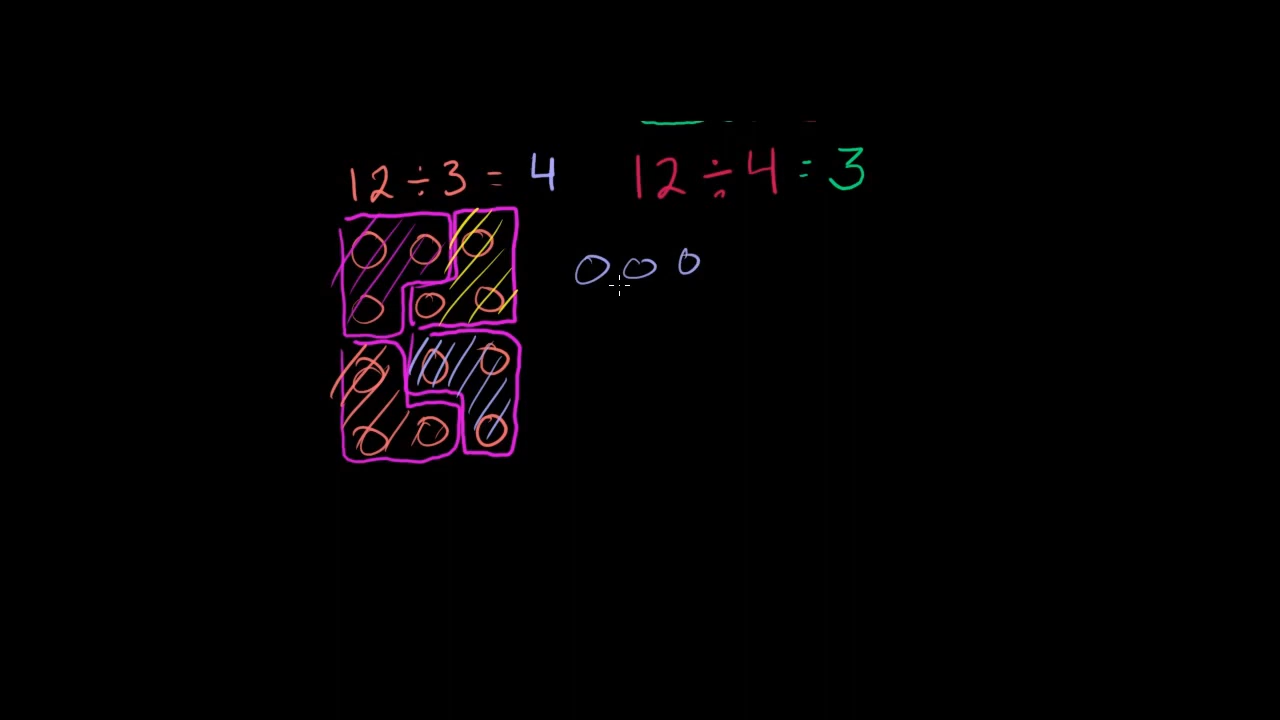 12 ÷ 3 = 4
12 ÷ 4 = 3